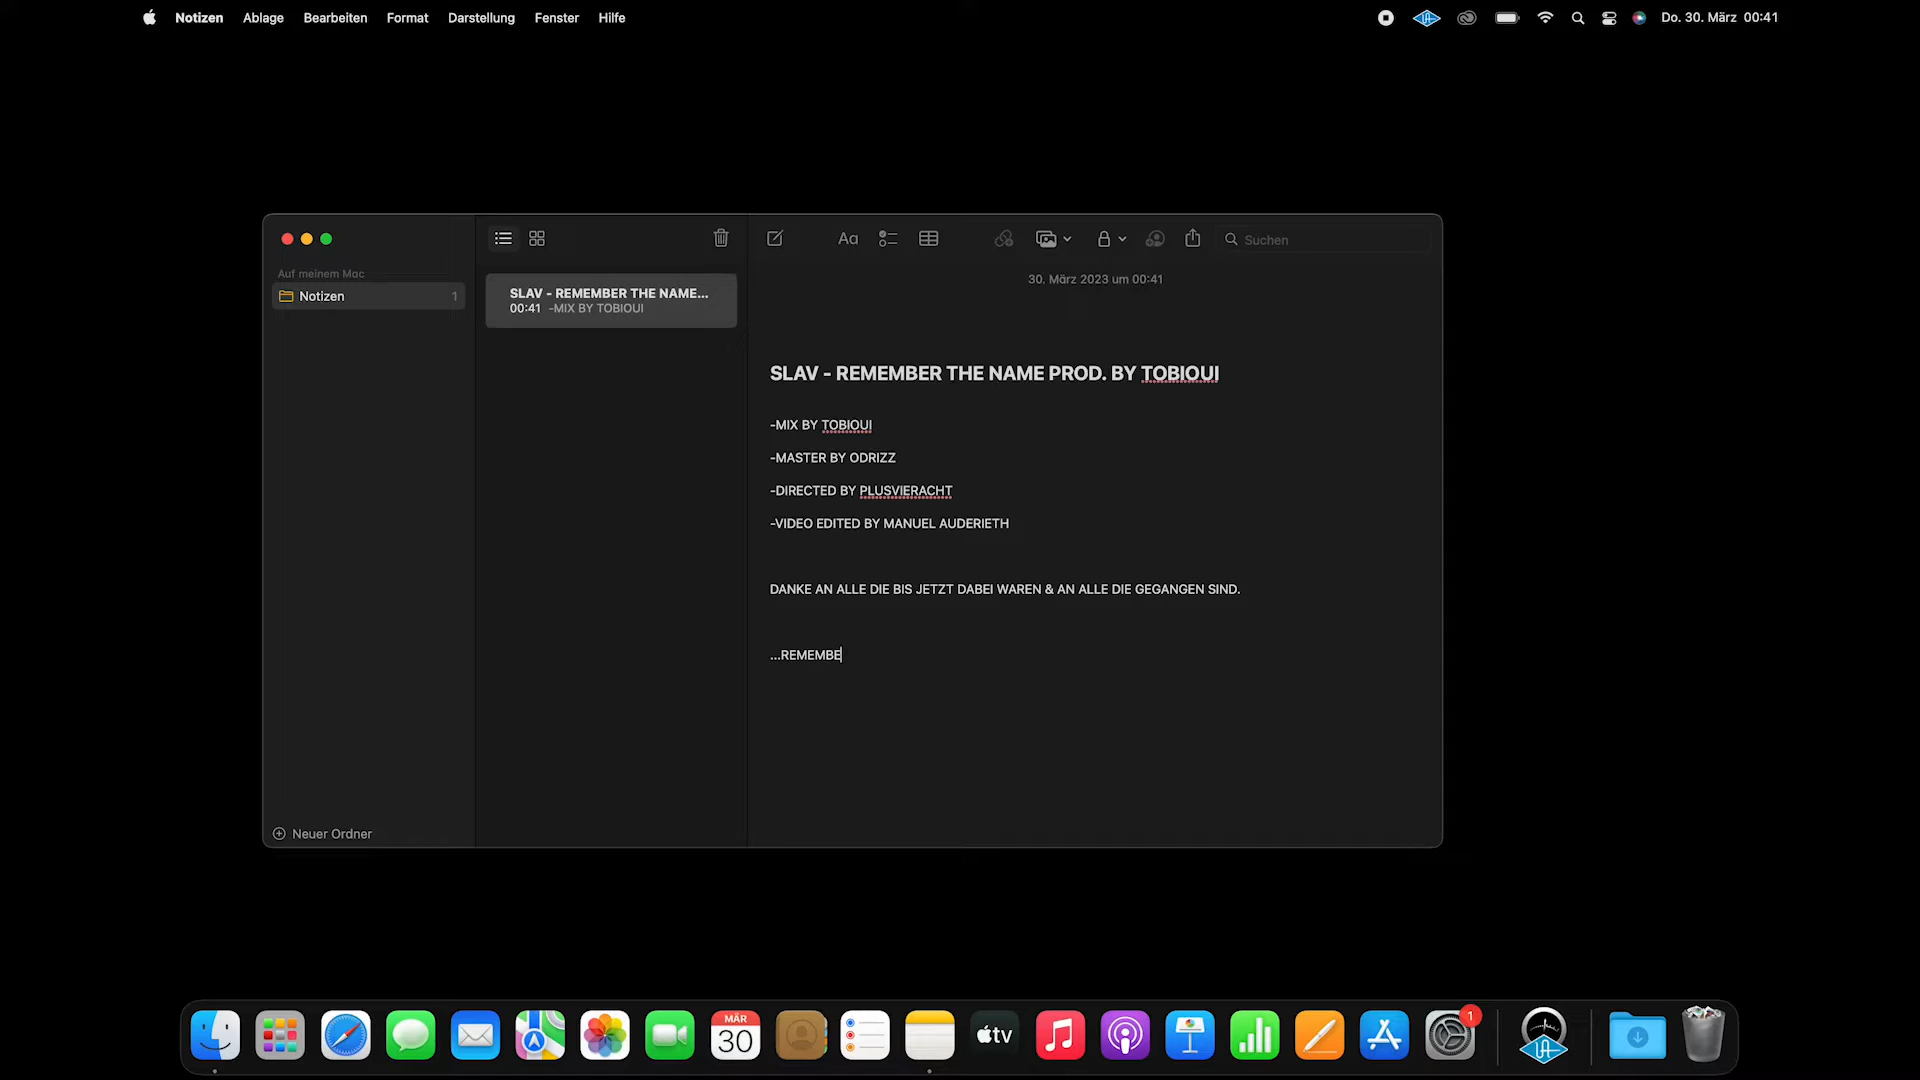 Notizen Ablage Bearbeiten Format Darstellung Fenster Hilfe
Do. 30. März 00:41
Aa
Suchen
Auf meinem Mac
Notizen 1
SLAV - REMEMBER THE NAME...
00:41 -MIX BY TOBIOUI
30. März 2023 um 00:41
SLAV - REMEMBER THE NAME PROD. BY TOBIOUI
-MIX BY TOBIOUI
-MASTER BY ODRIZZ
-DIRECTED BY PLUSVIERACHT
-VIDEO EDITED BY MANUEL AUDERIETH
DANKE AN ALLE DIE BIS JETZT DABEI WAREN & AN ALLE DIE GEGANGEN SIND.
...REMEMBE
Neuer Ordner
MÄR
30
tv
1